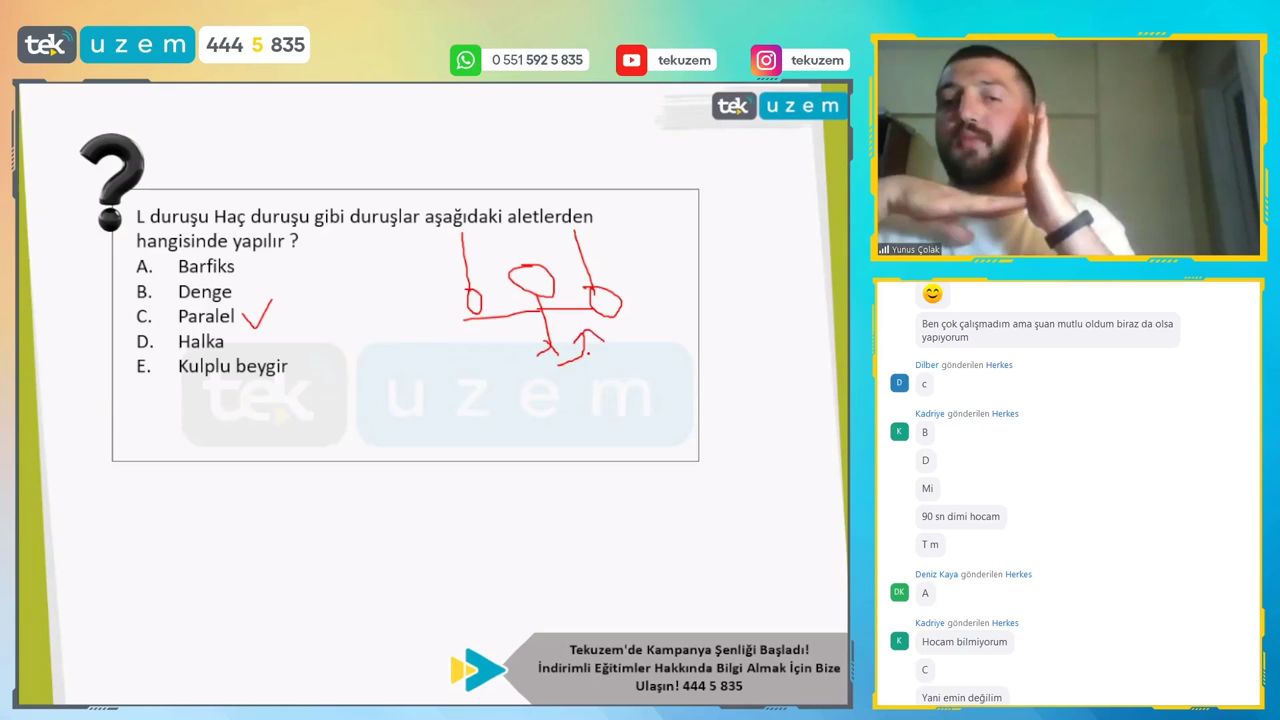 tek uzem 444 5 835
0 551 592 5 835
tekuzem
tekuzem
tek uzem
?
L duruşu Haç duruşu gibi duruşlar aşağıdaki aletlerden
hangisinde yapılır ?
A. Barfiks
B. Denge
C. Paralel
D. Halka
E. Kulplu beygir
tek uzem
Tekuzem'de Kampanya Şenliği Başladı!
İndirimli Eğitimler Hakkında Bilgi Almak İçin Bize
Ulaşın! 444 5 835
Yunus Çolak
Ben çok çalışmadım ama şuan mutlu oldum biraz da olsa
yapıyorum
Dilber gönderilen Herkes
D
c
Kadriye gönderilen Herkes
K
B
D
Mi
90 sn dimi hocam
T m
Deniz Kaya gönderilen Herkes
DK
A
Kadriye gönderilen Herkes
K
Hocam bilmiyorum
C
Yani emin değilim